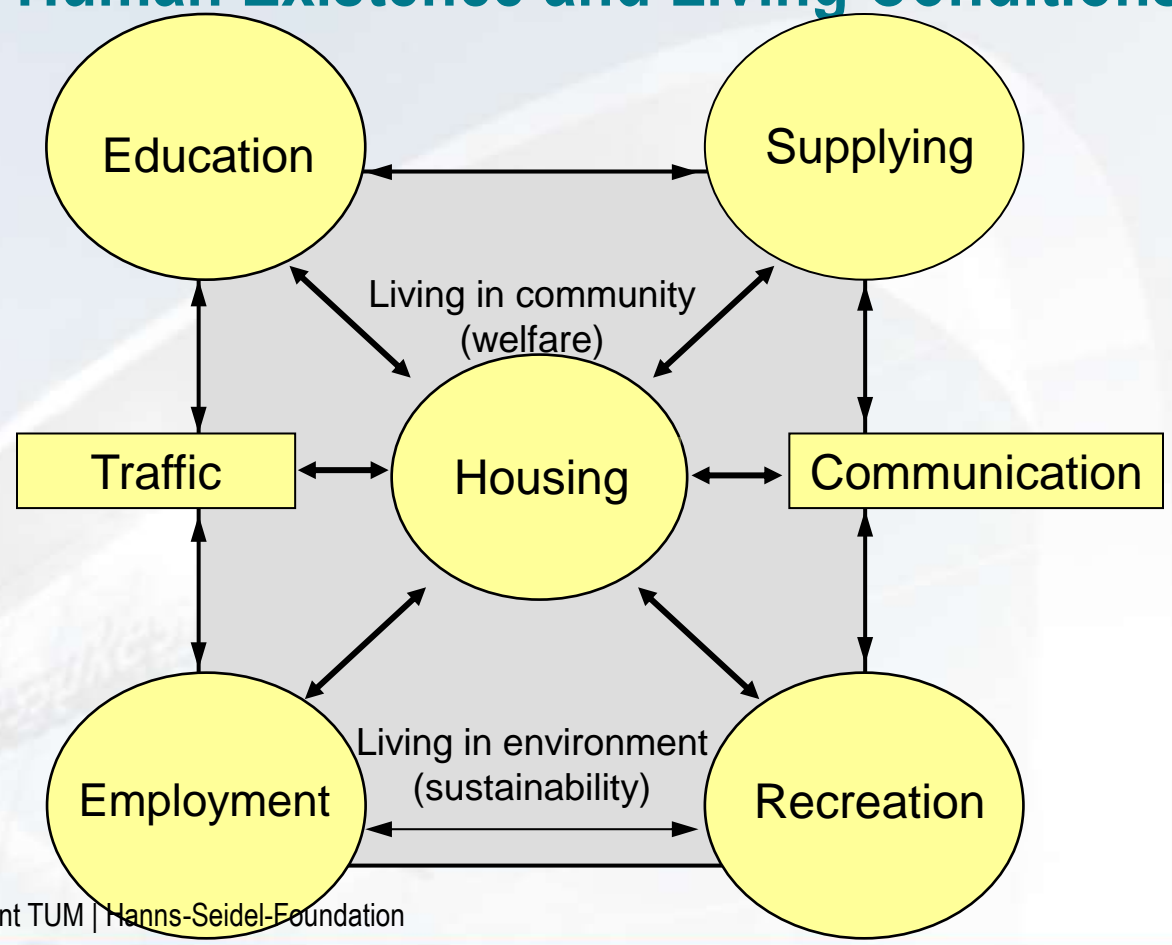 Human Existence and Living Conditions
Education
Supplying
Living in community
(welfare)
Traffic
Housing
Communication
Living in environment
(sustainability)
Employment
Recreation
nt TUM | Hanns-Seidel-Foundation